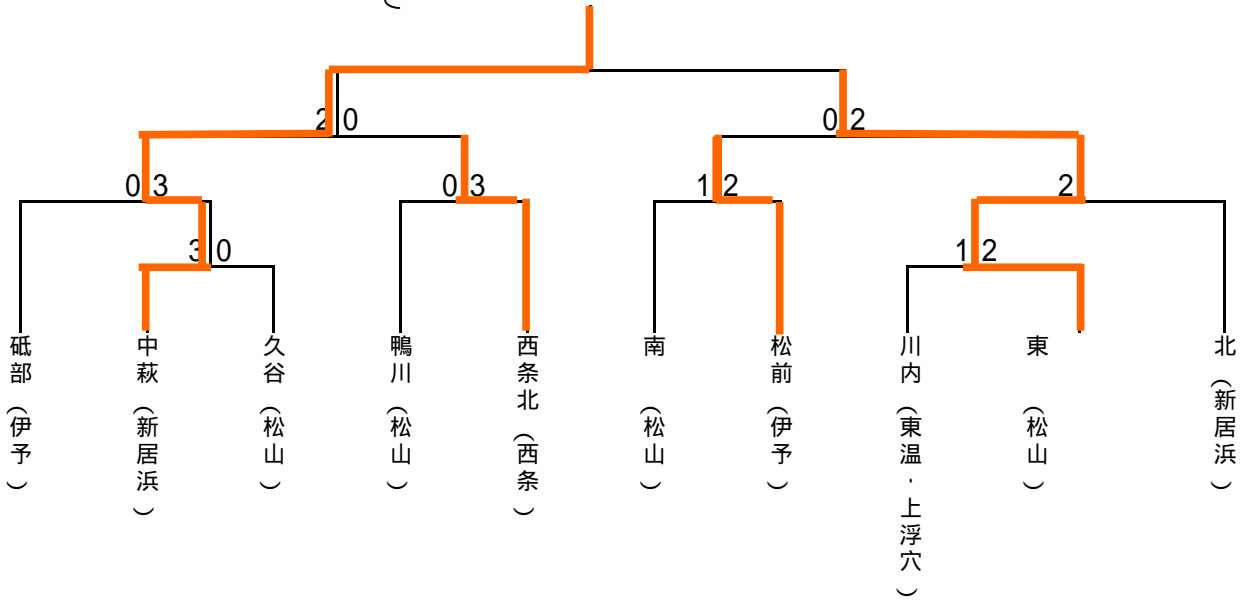 2 0
0 2
0 3
0 3
1 2
2
3 0
1 2
砥部 (伊予)
中萩 (新居浜)
久谷 (松山)
鴨川 (松山)
西条北 (西条)
南 (松山)
松前 (伊予)
川内 (東温・上浮穴)
東 (松山)
北 (新居浜)